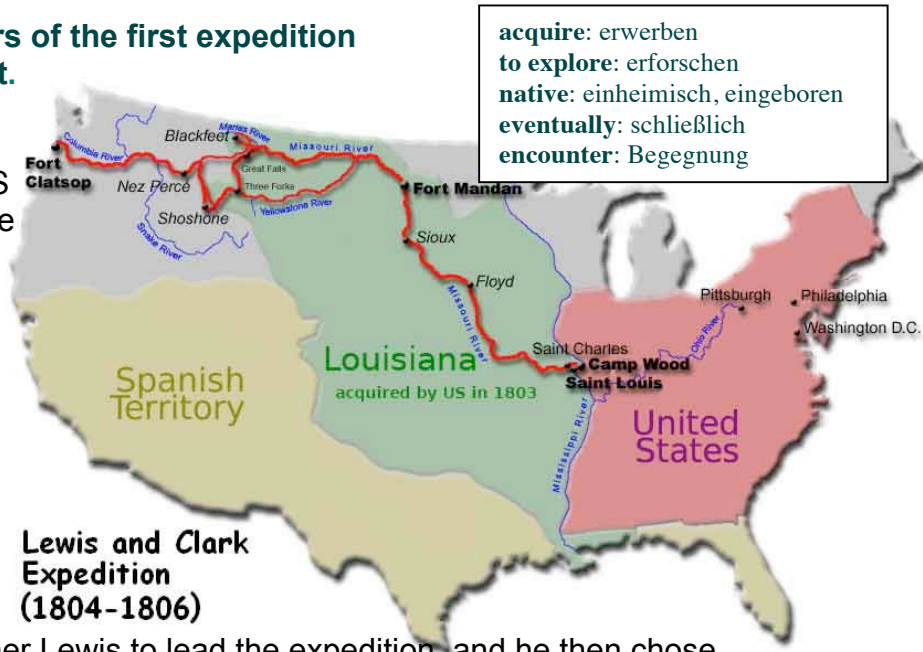 rs of the first expedition
t.
S
e
acquire: erwerben
to explore: erforschen
native: einheimisch, eingeboren
eventually: schließlich
encounter: Begegnung
Blackfeet
Marias River
Missouri River
Columbia River
Great Falls
Fort
Clatsop
Nez Percé
Three Forks
Fort Mandan
Yellowstone River
Shoshone
Snake River
Sioux
Floyd
Missouri River
Pittsburgh
Philadelphia
Ohio River
Washington D.C.
Saint Charles
Camp Wood
Saint Louis
Louisiana
acquired by US in 1803
Spanish
Territory
Mississippi River
United
States
Lewis and Clark
Expedition
(1804-1806)
her Lewis to lead the expedition, and he then chose